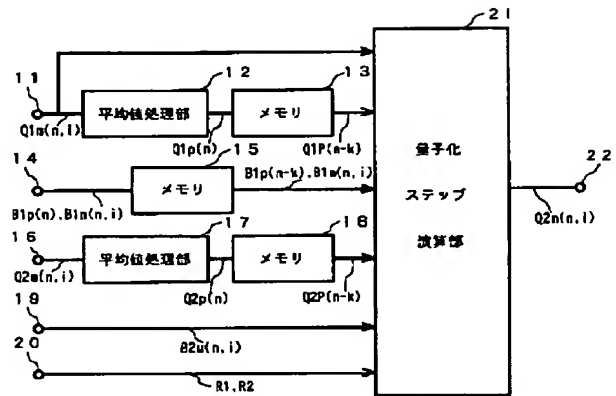 21
11
12
13
平均値処理部
メモリ
Q1m(n,i)
Q1p(n)
Q1P(n-k)
14
15
メモリ
B1p(n-k),B1m(n,i)
B1p(n),B1m(n,i)
16
17
18
平均値処理部
メモリ
Q2m(n,i)
Q2p(n)
Q2P(n-k)
19
B2m(n,i)
20
R1,R2
量子化
ステップ
演算部
22
Q2n(n,i)